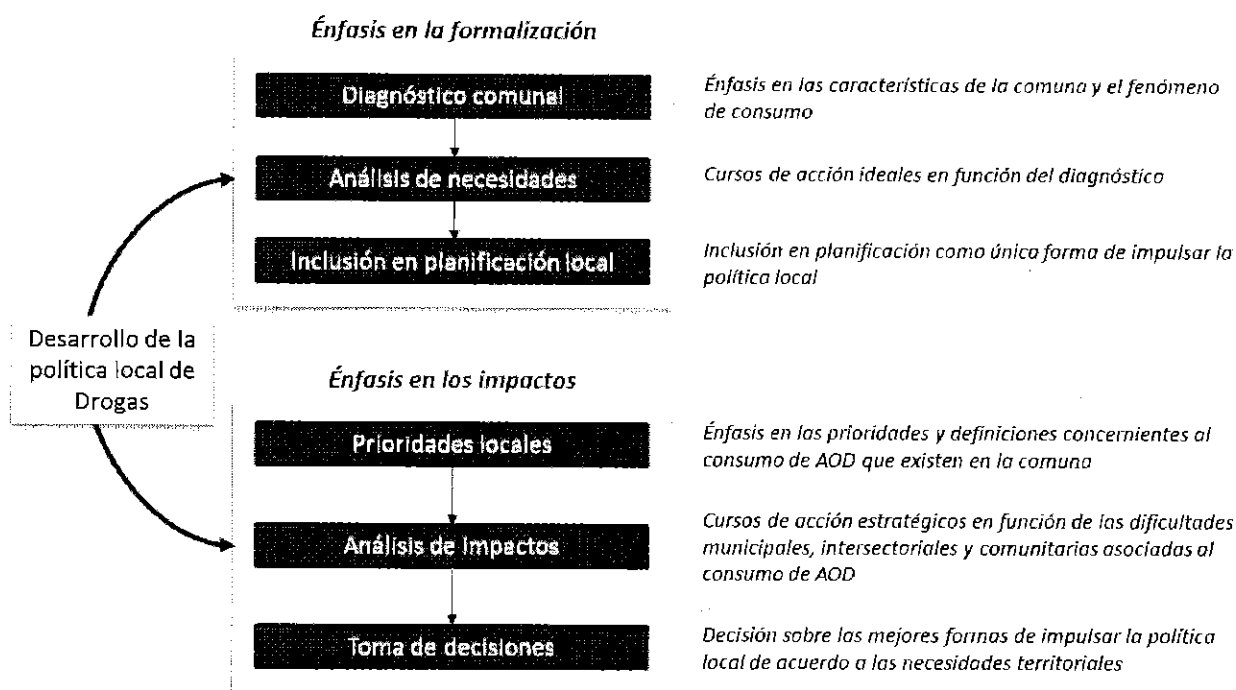 Énfasis en la formalización
Diagnóstico comunal
Énfasis en las características de la comuna y el fenómeno
de consumo
Análisis de necesidades
Cursos de acción ideales en función del diagnóstico
Inclusión en planificación local
Inclusión en planificación como única forma de impulsar la
política local
Desarrollo de la
política local de
Drogas
Énfasis en los impactos
Prioridades locales
Énfasis en las prioridades y definiciones concernientes al
consumo de AOD que existen en la comuna
Análisis de Impactos
Cursos de acción estratégicos en función de las dificultades
municipales, intersectoriales y comunitarias asociadas al
consumo de AOD
Toma de decisiones
Decisión sobre las mejores formas de impulsar la política
local de acuerdo a las necesidades territoriales